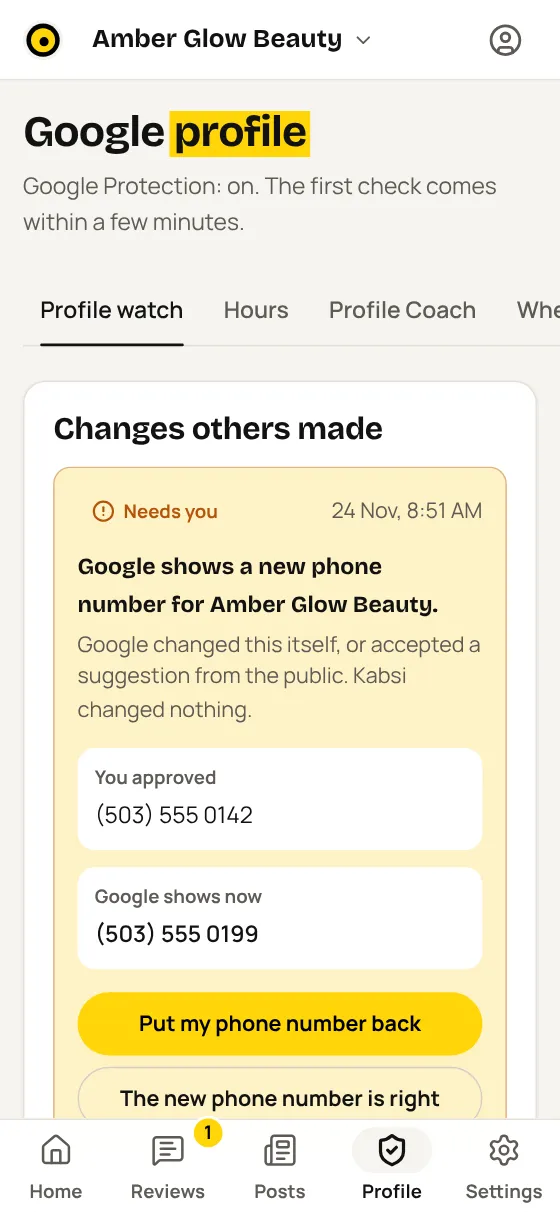 Amber Glow Beauty
Google profile
Google Protection: on. The first check comes
within a few minutes.
Profile watch
Hours
Profile Coach
Whe
Changes others made
Needs you
24 Nov, 8:51 AM
Google shows a new phone
number for Amber Glow Beauty.
Google changed this itself, or accepted a
suggestion from the public. Kabsi
changed nothing.
You approved
(503) 555 0142
Google shows now
(503) 555 0199
Put my phone number back
The new phone number is right
1
Home
Reviews
Posts
Profile
Settings